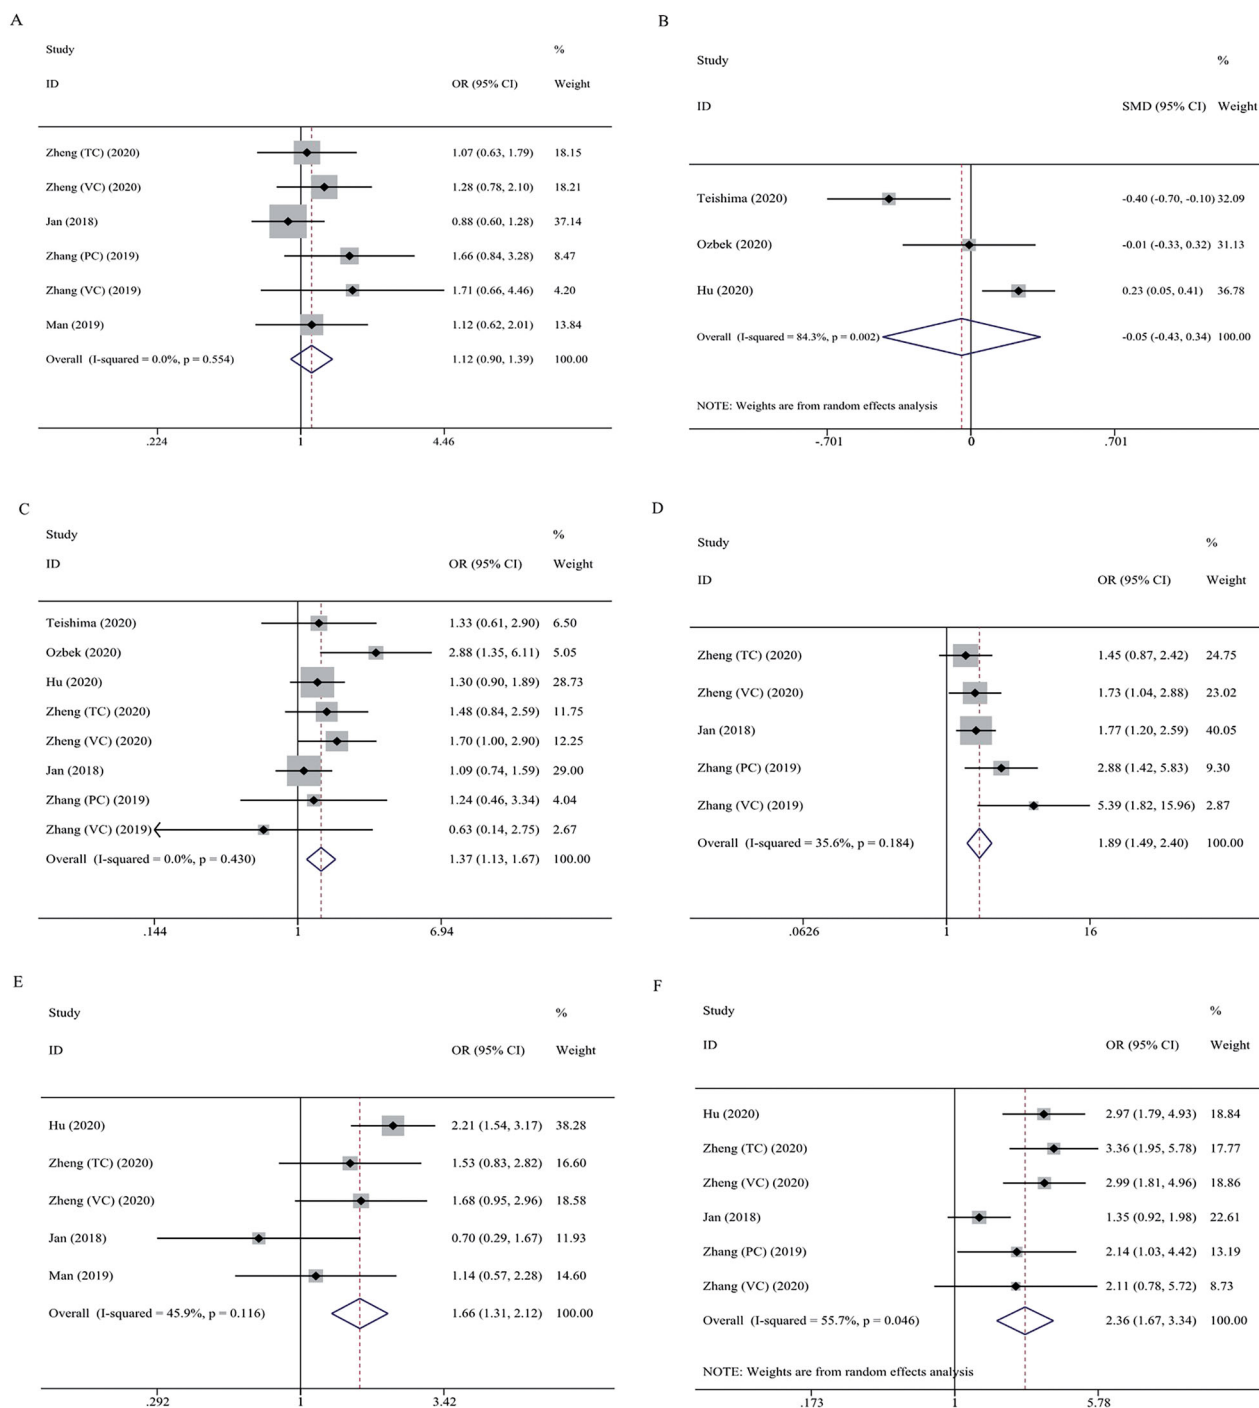 A
Study %
ID OR (95% CI) Weight
Zheng (TC) (2020) 1.07 (0.63, 1.79) 18.15
Zheng (VC) (2020) 1.28 (0.78, 2.10) 18.21
Jan (2018) 0.88 (0.60, 1.28) 37.14
Zhang (PC) (2019) 1.66 (0.84, 3.28) 8.47
Zhang (VC) (2019) 1.71 (0.66, 4.46) 4.20
Man (2019) 1.12 (0.62, 2.01) 13.84
Overall (I-squared = 0.0%, p = 0.554) 1.12 (0.90, 1.39) 100.00
.224 1 4.46
B
Study %
ID SMD (95% CI) Weight
Teishima (2020) -0.40 (-0.70, -0.10) 32.09
Ozbek (2020) -0.01 (-0.33, 0.32) 31.13
Hu (2020) 0.23 (0.05, 0.41) 36.78
Overall (I-squared = 84.3%, p = 0.002) -0.05 (-0.43, 0.34) 100.00
NOTE: Weights are from random effects analysis
-.701 0 .701
C
Study %
ID OR (95% CI) Weight
Teishima (2020) 1.33 (0.61, 2.90) 6.50
Ozbek (2020) 2.88 (1.35, 6.11) 5.05
Hu (2020) 1.30 (0.90, 1.89) 28.73
Zheng (TC) (2020) 1.48 (0.84, 2.59) 11.75
Zheng (VC) (2020) 1.70 (1.00, 2.90) 12.25
Jan (2018) 1.09 (0.74, 1.59) 29.00
Zhang (PC) (2019) 1.24 (0.46, 3.34) 4.04
Zhang (VC) (2019) 0.63 (0.14, 2.75) 2.67
Overall (I-squared = 0.0%, p = 0.430) 1.37 (1.13, 1.67) 100.00
.144 1 6.94
D
Study %
ID OR (95% CI) Weight
Zheng (TC) (2020) 1.45 (0.87, 2.42) 24.75
Zheng (VC) (2020) 1.73 (1.04, 2.88) 23.02
Jan (2018) 1.77 (1.20, 2.59) 40.05
Zhang (PC) (2019) 2.88 (1.42, 5.83) 9.30
Zhang (VC) (2019) 5.39 (1.82, 15.96) 2.87
Overall (I-squared = 35.6%, p = 0.184) 1.89 (1.49, 2.40) 100.00
.0626 1 16
E
Study %
ID OR (95% CI) Weight
Hu (2020) 2.21 (1.54, 3.17) 38.28
Zheng (TC) (2020) 1.53 (0.83, 2.82) 16.60
Zheng (VC) (2020) 1.68 (0.95, 2.96) 18.58
Jan (2018) 0.70 (0.29, 1.67) 11.93
Man (2019) 1.14 (0.57, 2.28) 14.60
Overall (I-squared = 45.9%, p = 0.116) 1.66 (1.31, 2.12) 100.00
.292 1 3.42
F
Study %
ID OR (95% CI) Weight
Hu (2020) 2.97 (1.79, 4.93) 18.84
Zheng (TC) (2020) 3.36 (1.95, 5.78) 17.77
Zheng (VC) (2020) 2.99 (1.81, 4.96) 18.86
Jan (2018) 1.35 (0.92, 1.98) 22.61
Zhang (PC) (2019) 2.14 (1.03, 4.42) 13.19
Zhang (VC) (2020) 2.11 (0.78, 5.72) 8.73
Overall (I-squared = 55.7%, p = 0.046) 2.36 (1.67, 3.34) 100.00
NOTE: Weights are from random effects analysis
.173 1 5.78